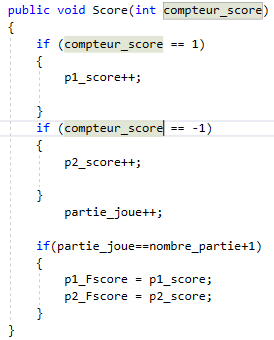 public void Score(int compteur_score)
{
if (compteur_score == 1)
{
p1_score++;
}
if (compteur_score == -1)
{
p2_score++;
}
partie_joue++;
if(partie_joue==nombre_partie+1)
{
p1_Fscore = p1_score;
p2_Fscore = p2_score;
}
}